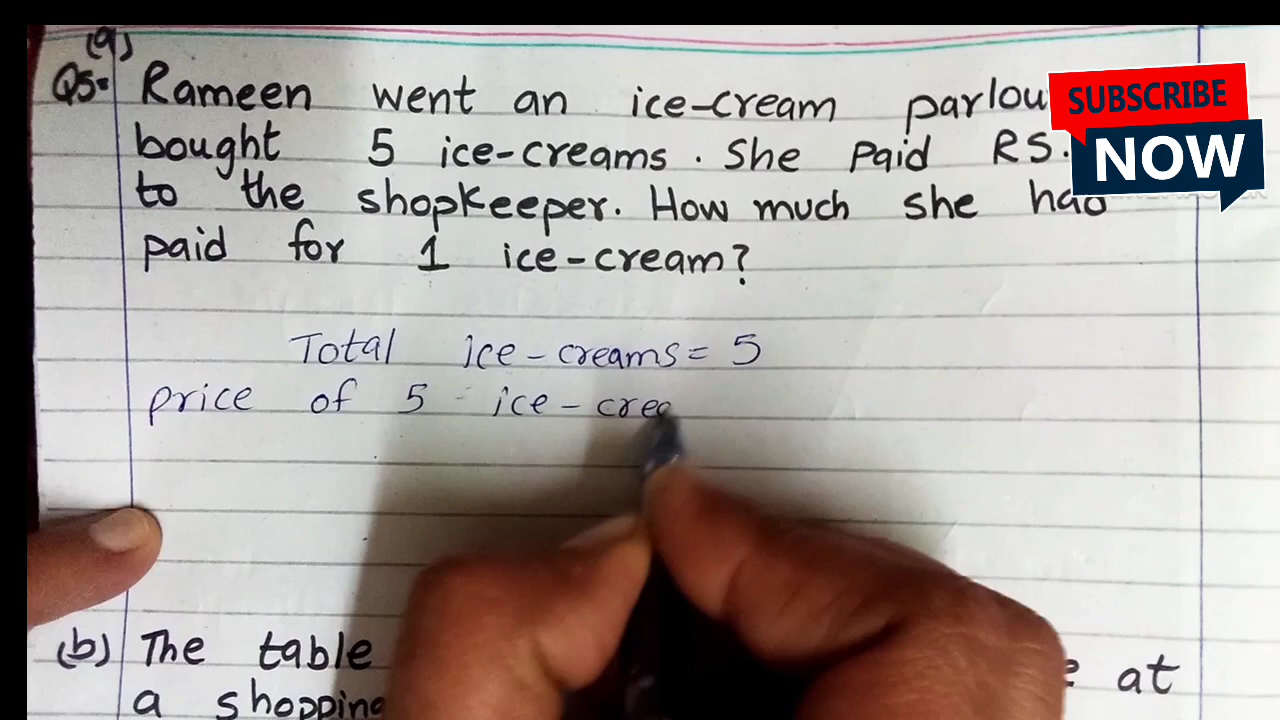 (a)
Q5= Rameen went an ice-cream parlou
bought 5 ice-creams. She Paid RS.
to the shopkeeper. How much she had
paid for 1 ice-cream?
Total ice-creams = 5
price of 5 ice-crea
(b) The table at
a shopping
SUBSCRIBE
NOW